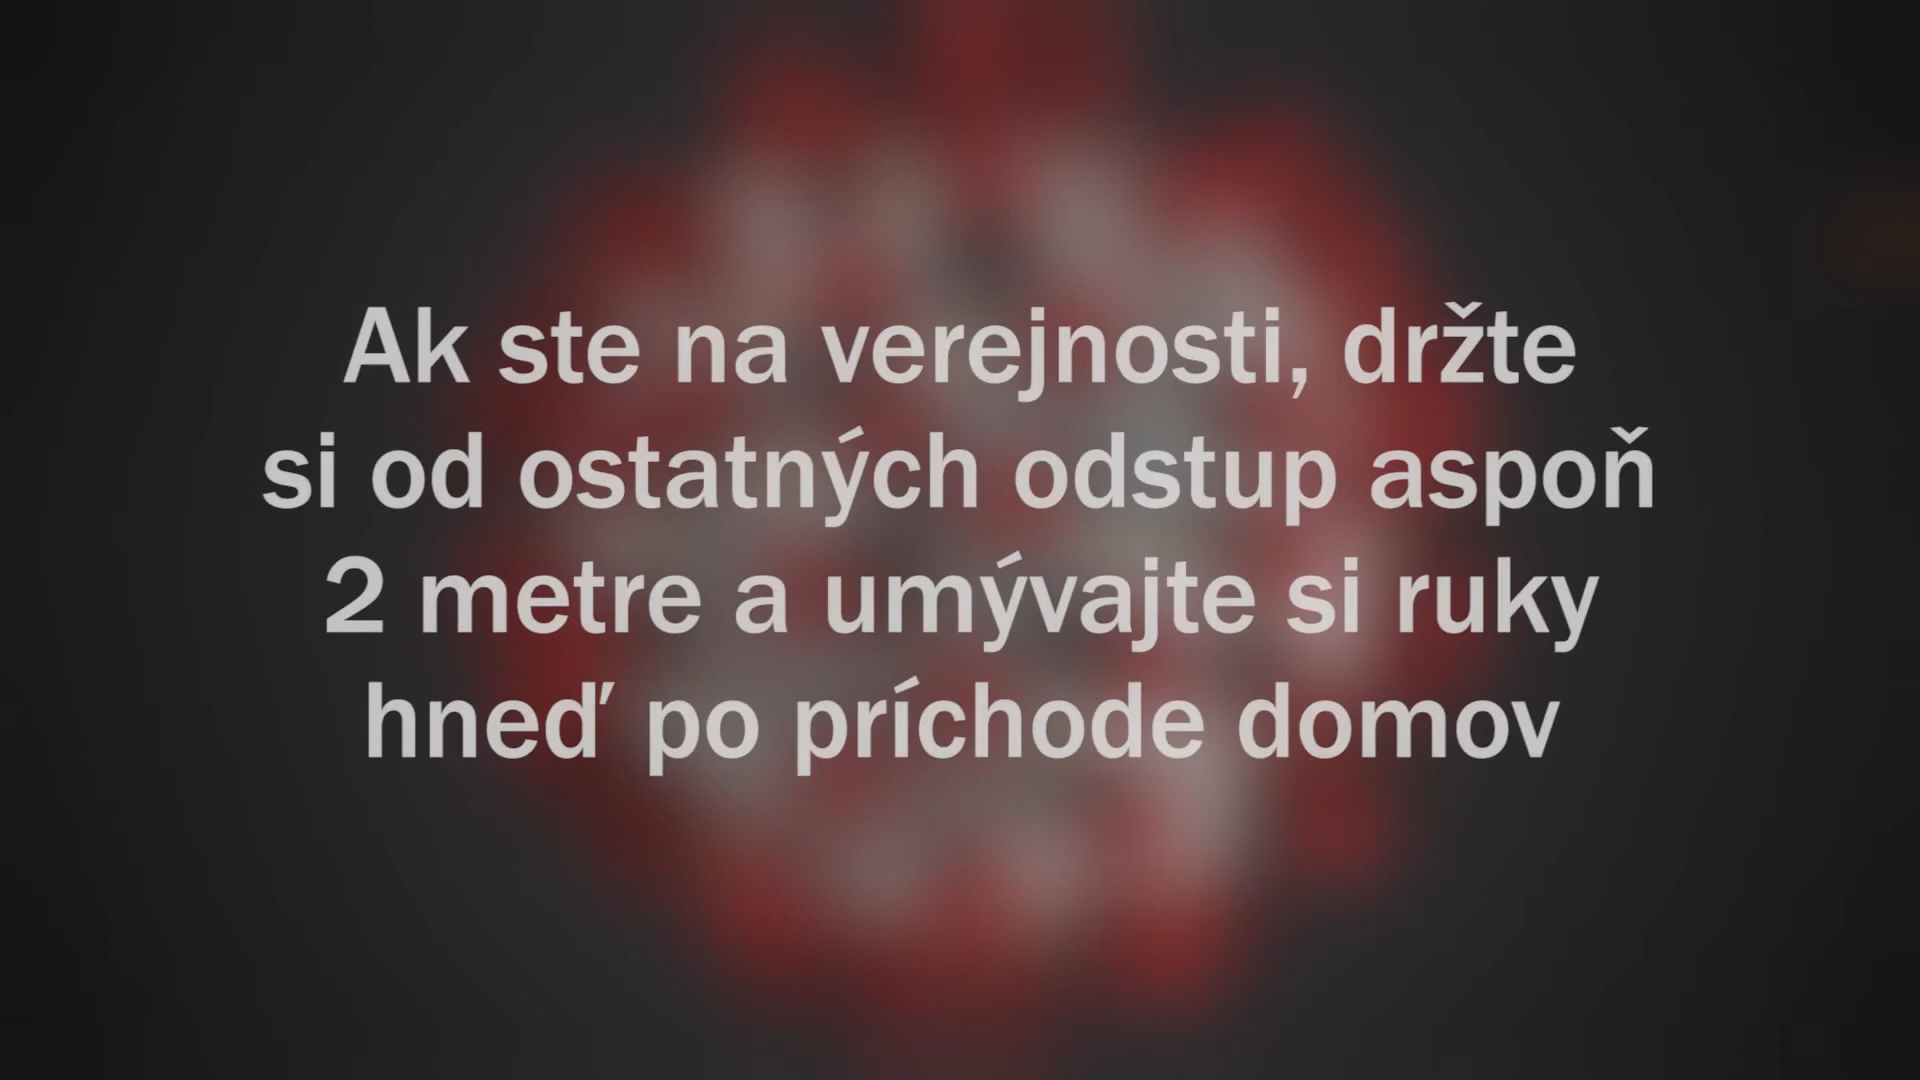 Ak ste na verejnosti, držte
si od ostatných odstup aspoň
2 metre a umývajte si ruky
hneď po príchode domov